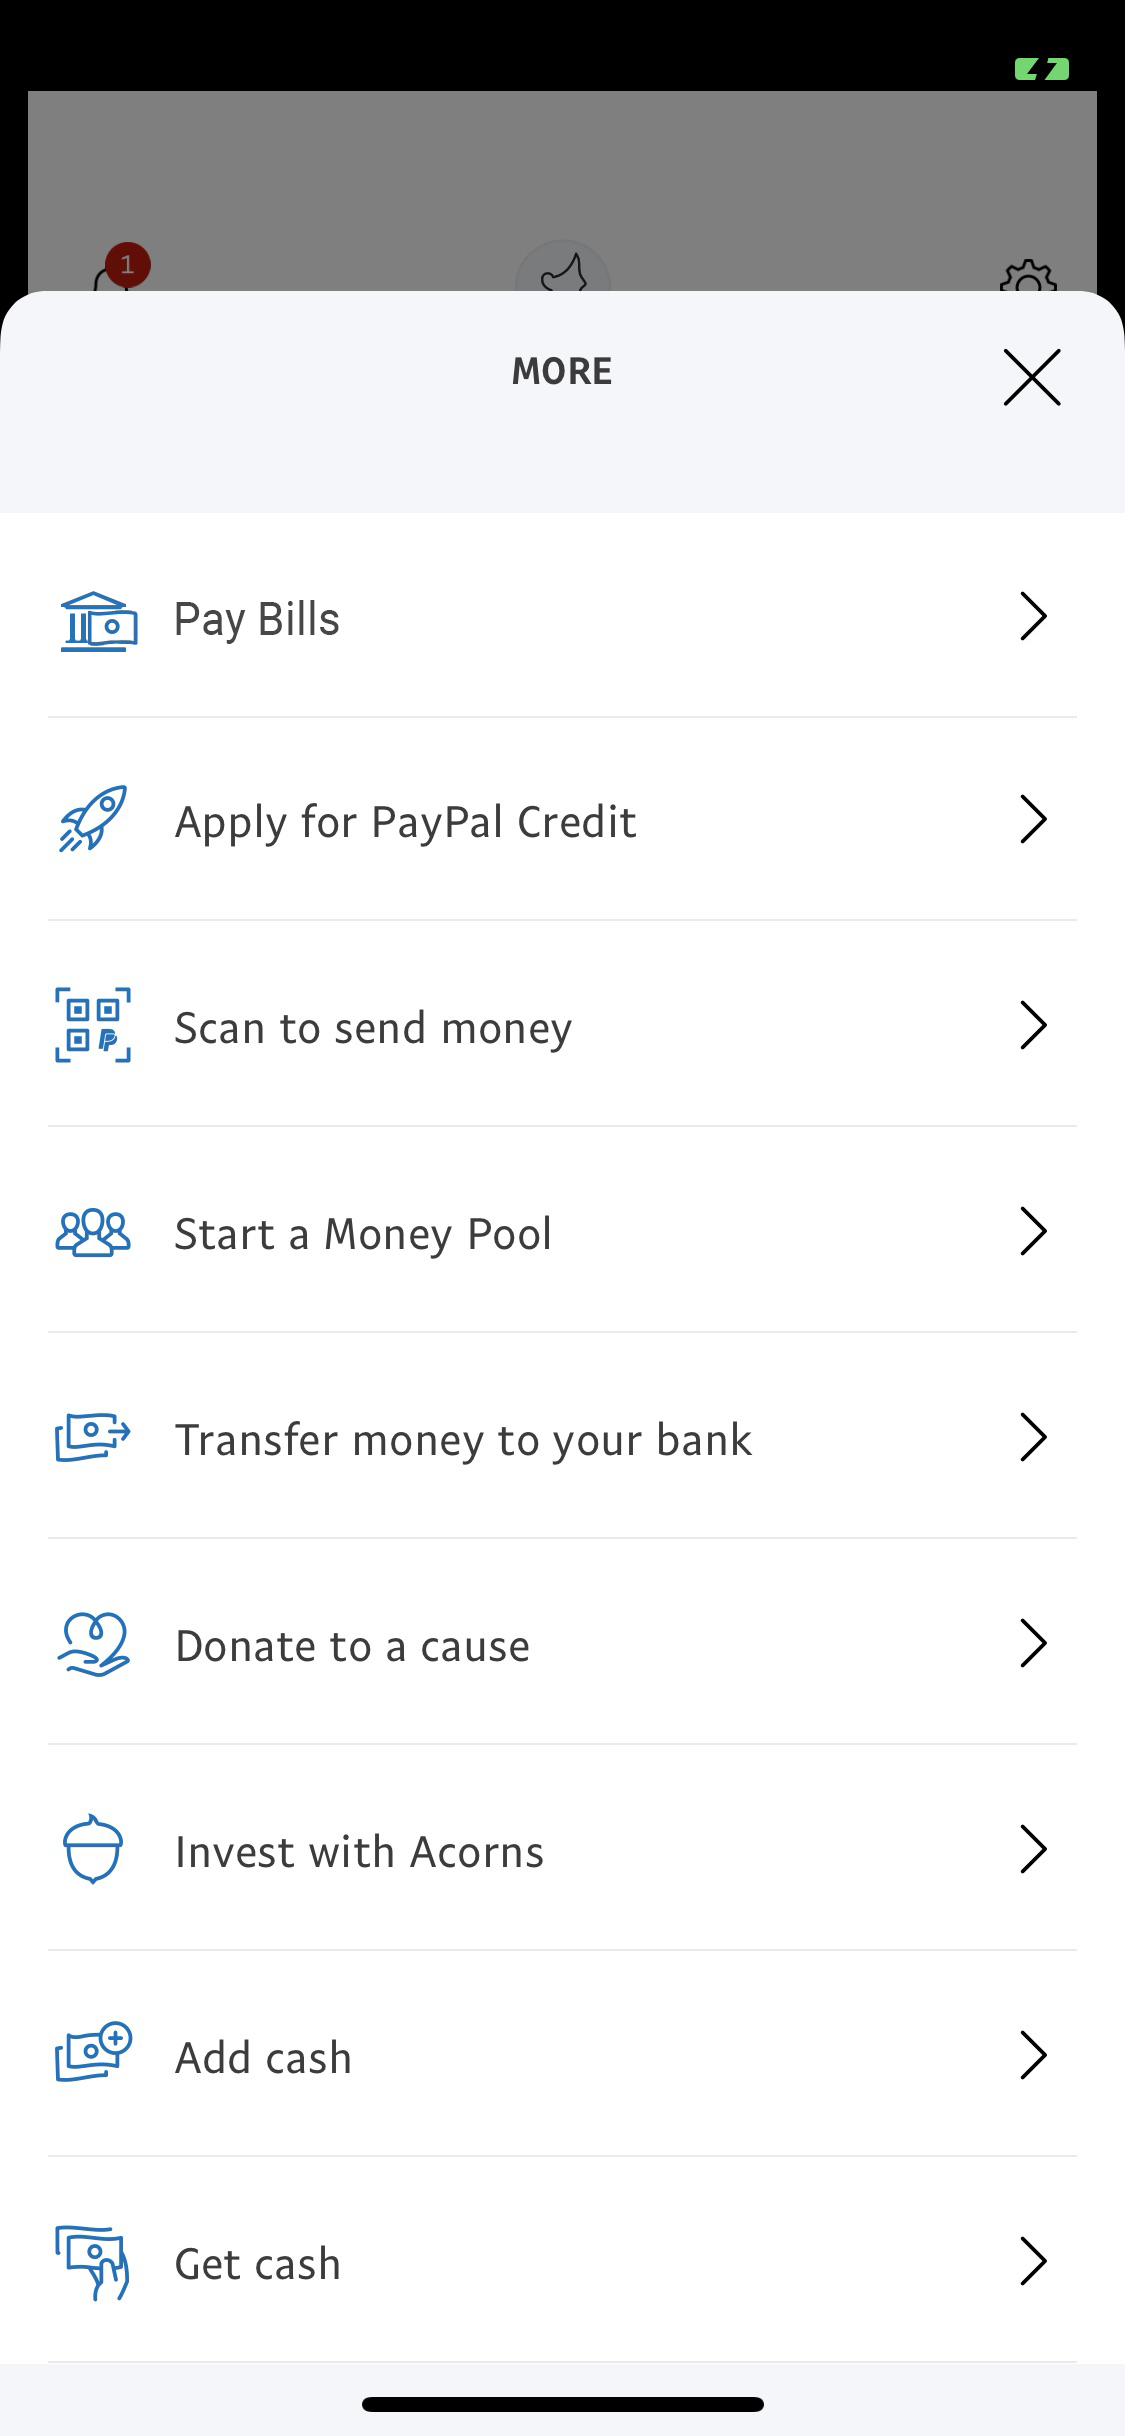 1
MORE
Pay Bills
Apply for PayPal Credit
Scan to send money
Start a Money Pool
Transfer money to your bank
Donate to a cause
Invest with Acorns
Add cash
Get cash